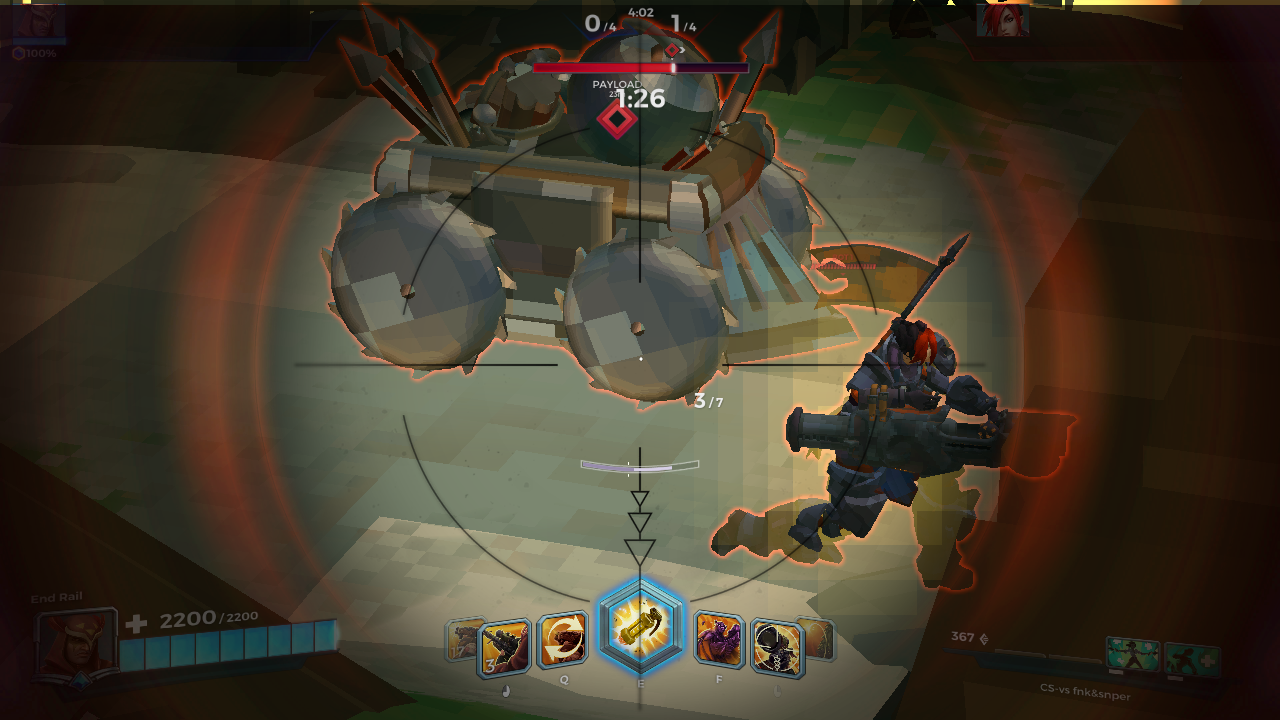 4:02
0/4 1/4
100%
PAYLOAD
1:26
3/7
End Rail
2200/2200
17
3
Q
E
F
367
CS-vs fnk&snper